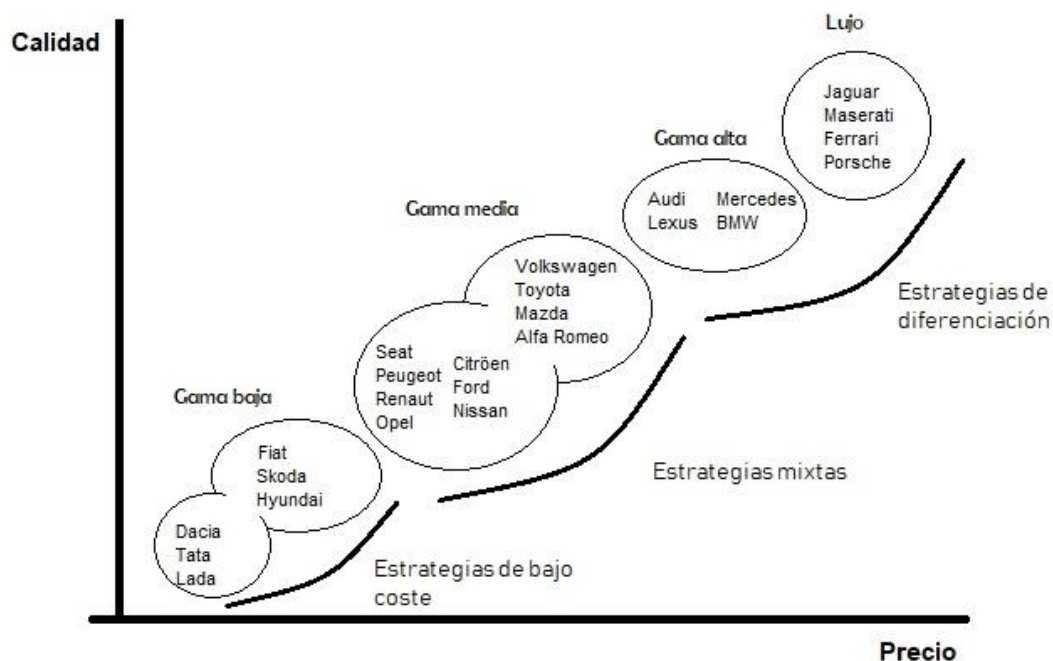 Calidad
Lujo
Jaguar
Maserati
Ferrari
Porsche
Gama alta
Audi Mercedes
Lexus BMW
Gama media
Volkswagen
Toyota
Mazda
Alfa Romeo
Estrategias de
diferenciación
Seat Citröen
Peugeot Ford
Renaut Nissan
Opel
Gama baja
Fiat
Skoda
Hyundai
Estrategias mixtas
Dacia
Tata
Lada
Estrategias de bajo
coste
Precio